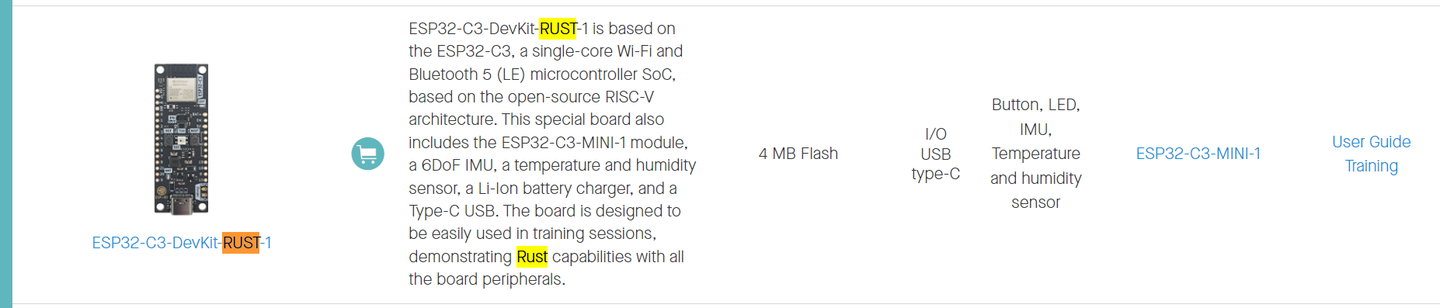 ESP32-C3-DevKit-RUST-1
ESP32-C3-DevKit-RUST-1 is based on
the ESP32-C3, a single-core Wi-Fi and
Bluetooth 5 (LE) microcontroller SoC,
based on the open-source RISC-V
architecture. This special board also
includes the ESP32-C3-MINI-1 module,
a 6DoF IMU, a temperature and humidity
sensor, a Li-Ion battery charger, and a
Type-C USB. The board is designed to
be easily used in training sessions,
demonstrating Rust capabilities with all
the board peripherals.
4 MB Flash
I/O
USB
type-C
Button, LED,
IMU,
Temperature
and humidity
sensor
ESP32-C3-MINI-1
User Guide
Training